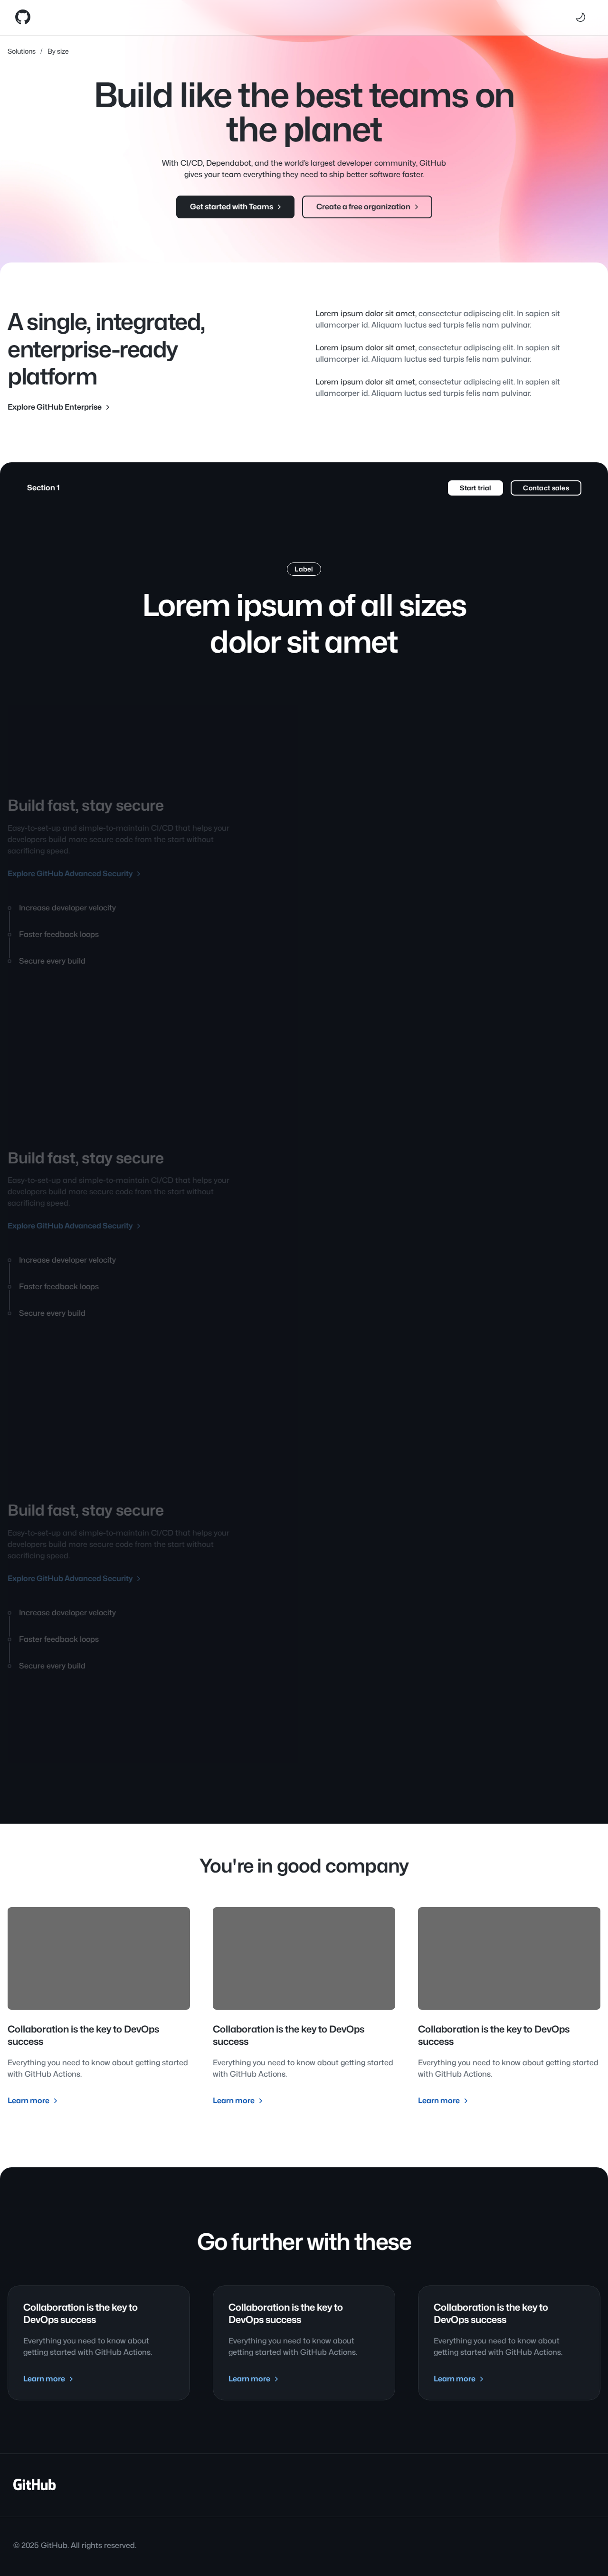 Solutions / By size
Build like the best teams on
the planet
With CI/CD, Dependabot, and the world's largest developer community, GitHub
gives your team everything they need to ship better software faster.
Get started with Teams
Create a free organization
A single, integrated,
enterprise-ready
platform
Explore GitHub Enterprise
Lorem ipsum dolor sit amet, consectetur adipiscing elit. In sapien sit
ullamcorper id. Aliquam luctus sed turpis felis nam pulvinar.
Lorem ipsum dolor sit amet, consectetur adipiscing elit. In sapien sit
ullamcorper id. Aliquam luctus sed turpis felis nam pulvinar.
Lorem ipsum dolor sit amet, consectetur adipiscing elit. In sapien sit
ullamcorper id. Aliquam luctus sed turpis felis nam pulvinar.
Section 1
Start trial
Contact sales
Label
Lorem ipsum of all sizes
dolor sit amet
Build fast, stay secure
Easy-to-set-up and simple-to-maintain CI/CD that helps your
developers build more secure code from the start without
sacrificing speed.
Explore GitHub Advanced Security
Increase developer velocity
Faster feedback loops
Secure every build
Build fast, stay secure
Easy-to-set-up and simple-to-maintain CI/CD that helps your
developers build more secure code from the start without
sacrificing speed.
Explore GitHub Advanced Security
Increase developer velocity
Faster feedback loops
Secure every build
Build fast, stay secure
Easy-to-set-up and simple-to-maintain CI/CD that helps your
developers build more secure code from the start without
sacrificing speed.
Explore GitHub Advanced Security
Increase developer velocity
Faster feedback loops
Secure every build
You're in good company
Collaboration is the key to DevOps
success
Everything you need to know about getting started
with GitHub Actions.
Learn more
Collaboration is the key to DevOps
success
Everything you need to know about getting started
with GitHub Actions.
Learn more
Collaboration is the key to DevOps
success
Everything you need to know about getting started
with GitHub Actions.
Learn more
Go further with these
Collaboration is the key to
DevOps success
Everything you need to know about
getting started with GitHub Actions.
Learn more
Collaboration is the key to
DevOps success
Everything you need to know about
getting started with GitHub Actions.
Learn more
Collaboration is the key to
DevOps success
Everything you need to know about
getting started with GitHub Actions.
Learn more
GitHub
© 2025 GitHub. All rights reserved.